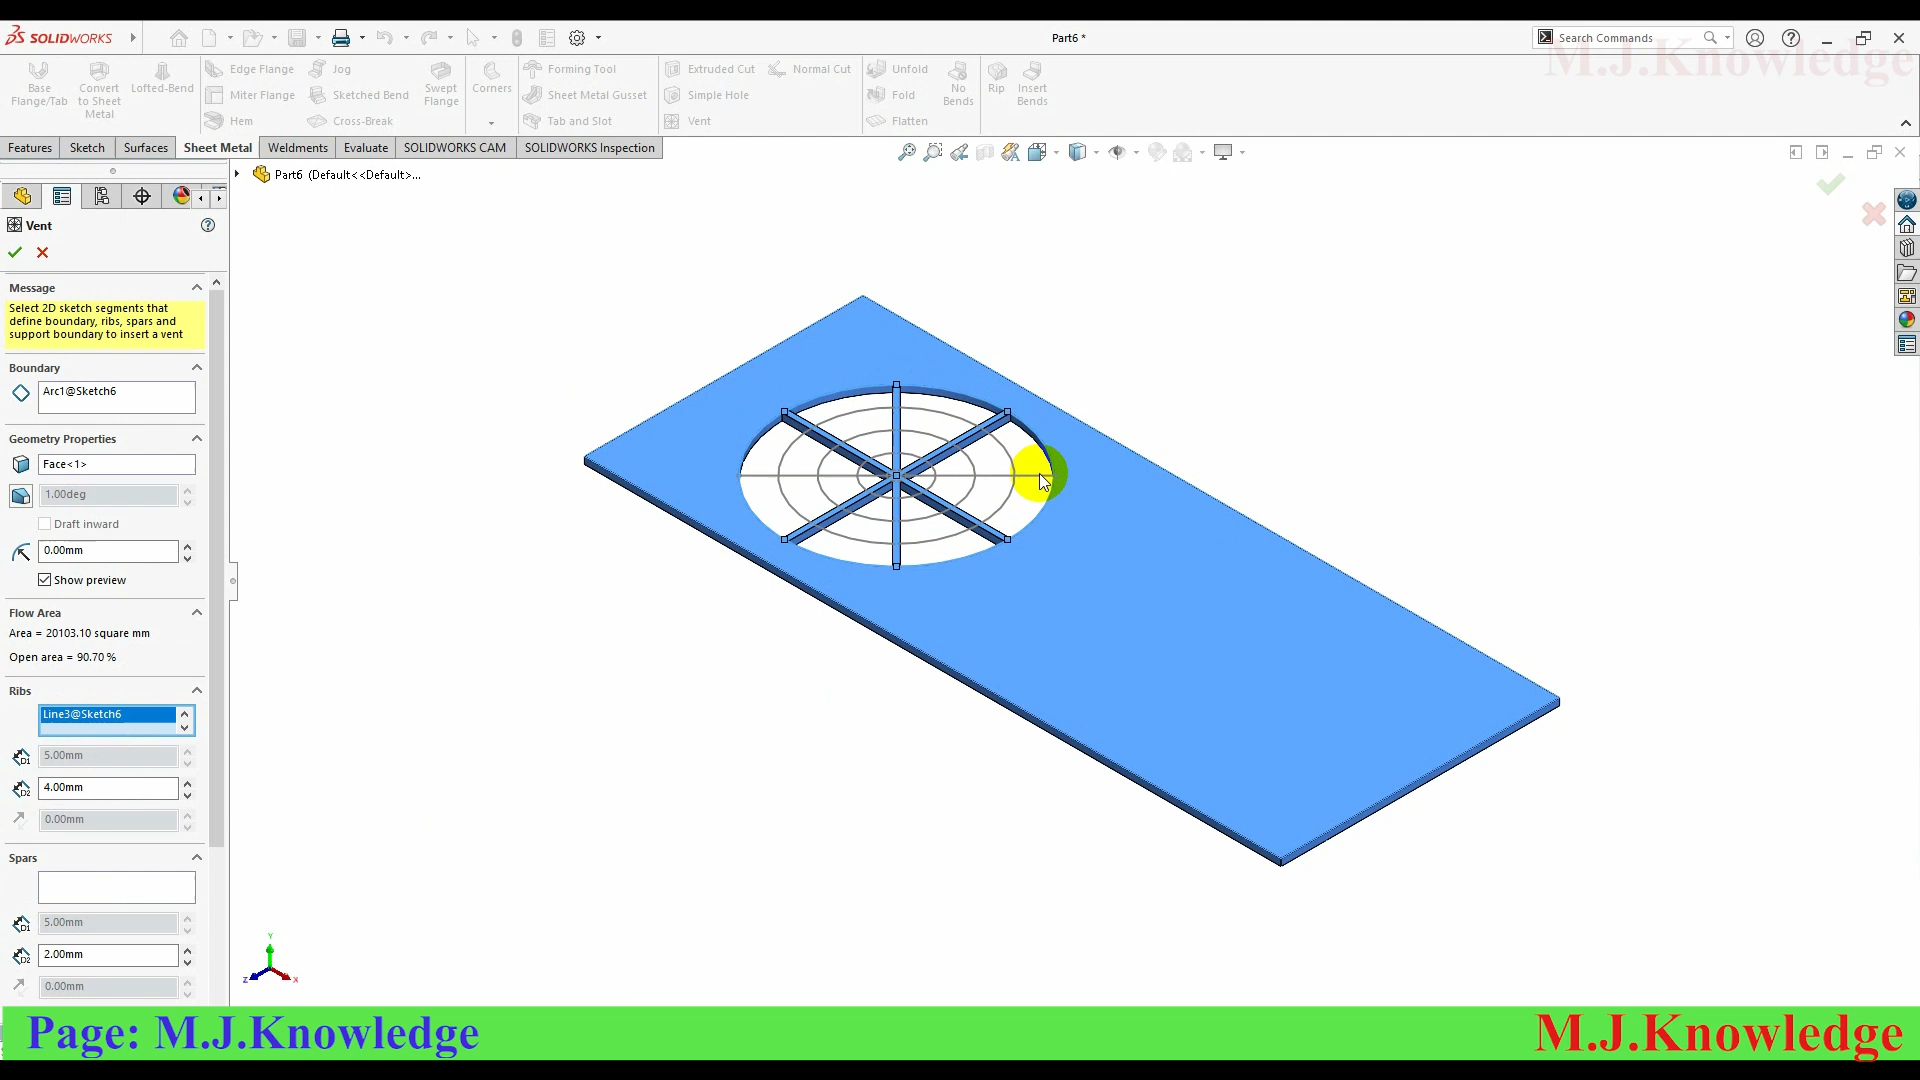 SOLIDWORKS
Part6 *
Search Commands
M.J.Knowledge
Base Flange/Tab
Convert to Sheet Metal
Lofted-Bend
Edge Flange
Miter Flange
Hem
Jog
Sketched Bend
Cross-Break
Swept Flange
Corners
Forming Tool
Sheet Metal Gusset
Tab and Slot
Extruded Cut
Simple Hole
Vent
Normal Cut
Unfold
Fold
Flatten
No Bends
Rip
Insert Bends
Features
Sketch
Surfaces
Sheet Metal
Weldments
Evaluate
SOLIDWORKS CAM
SOLIDWORKS Inspection
Part6 (Default<<Default>...
Vent
Message
Select 2D sketch segments that
define boundary, ribs, spars and
support boundary to insert a vent
Boundary
Arc1@Sketch6
Geometry Properties
Face<1>
1.00deg
Draft inward
0.00mm
Show preview
Flow Area
Area = 20103.10 square mm
Open area = 90.70 %
Ribs
Line3@Sketch6
D1 5.00mm
D2 4.00mm
0.00mm
Spars
D1 5.00mm
D2 2.00mm
0.00mm
Y
Z
X
Page: M.J.Knowledge
M.J.Knowledge